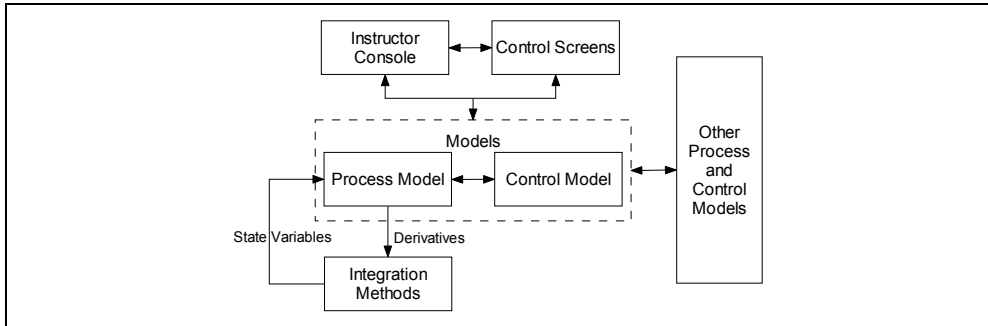 Instructor
Console
Control Screens
Models
Process Model
Control Model
Other
Process
and
Control
Models
State Variables
Derivatives
Integration
Methods